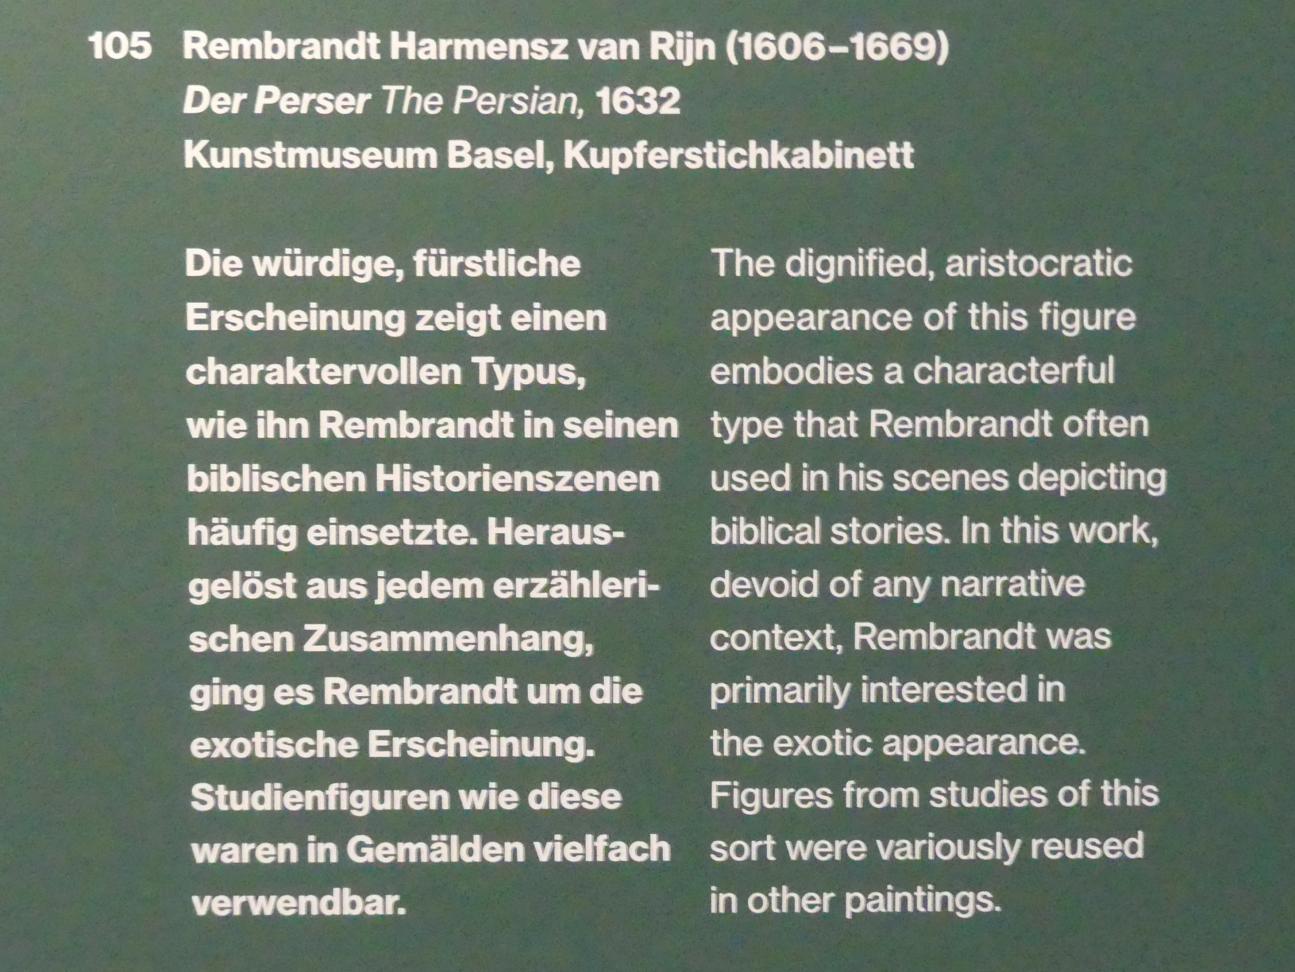 105 Rembrandt Harmensz van Rijn (1606–1669)
Der Perser The Persian, 1632
Kunstmuseum Basel, Kupferstichkabinett
Die würdige, fürstliche
Erscheinung zeigt einen
charaktervollen Typus,
wie ihn Rembrandt in seinen
biblischen Historienszenen
häufig einsetzte. Heraus-
gelöst aus jedem erzähleri-
schen Zusammenhang,
ging es Rembrandt um die
exotische Erscheinung.
Studienfiguren wie diese
waren in Gemälden vielfach
verwendbar.
The dignified, aristocratic
appearance of this figure
embodies a characterful
type that Rembrandt often
used in his scenes depicting
biblical stories. In this work,
devoid of any narrative
context, Rembrandt was
primarily interested in
the exotic appearance.
Figures from studies of this
sort were variously reused
in other paintings.